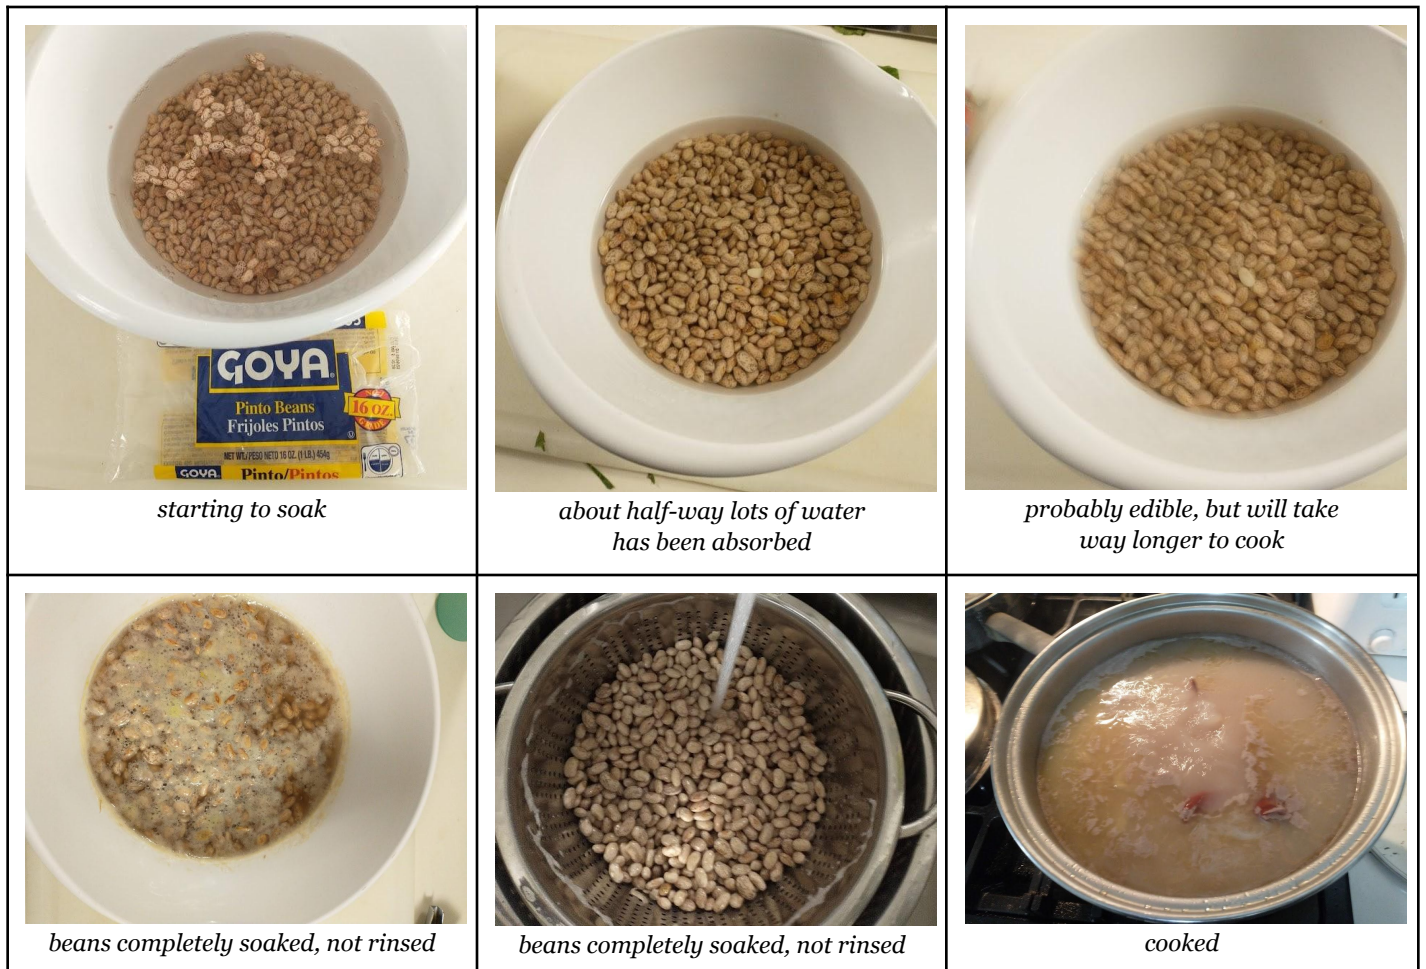 GOYA
Pinto Beans
Frijoles Pintos
16 OZ.
NET WT./PESO NETO 16 OZ. (1 LB.) 454g
GOYA
Pinto/Pintos
starting to soak
about half-way lots of water
has been absorbed
probably edible, but will take
way longer to cook
beans completely soaked, not rinsed
beans completely soaked, not rinsed
cooked